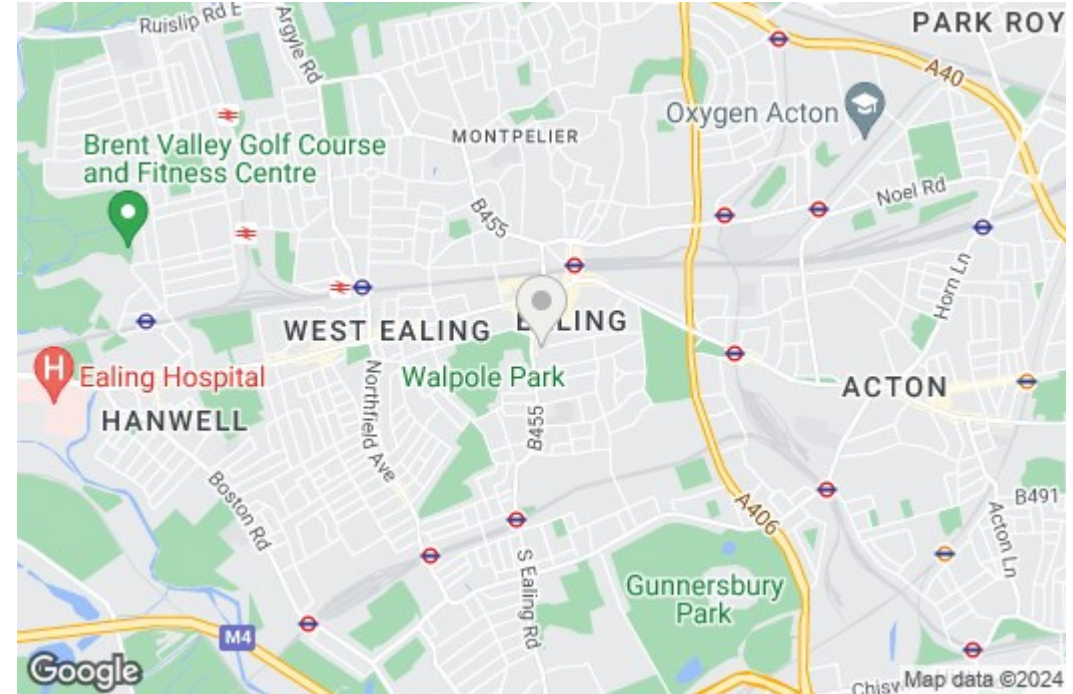 Ruislip Rd E
Argyle Rd
PARK ROY
A40
Oxygen Acton
MONTPELIER
Brent Valley Golf Course
and Fitness Centre
Noel Rd
B455
Horn Ln
WEST EALING
EALING
Walpole Park
H
Ealing Hospital
ACTON
HANWELL
Northfield Ave
B455
Boston Rd
B491
A406
Acton Ln
S Ealing Rd
Gunnersbury
Park
M4
Google
Chisw
Map data ©2024